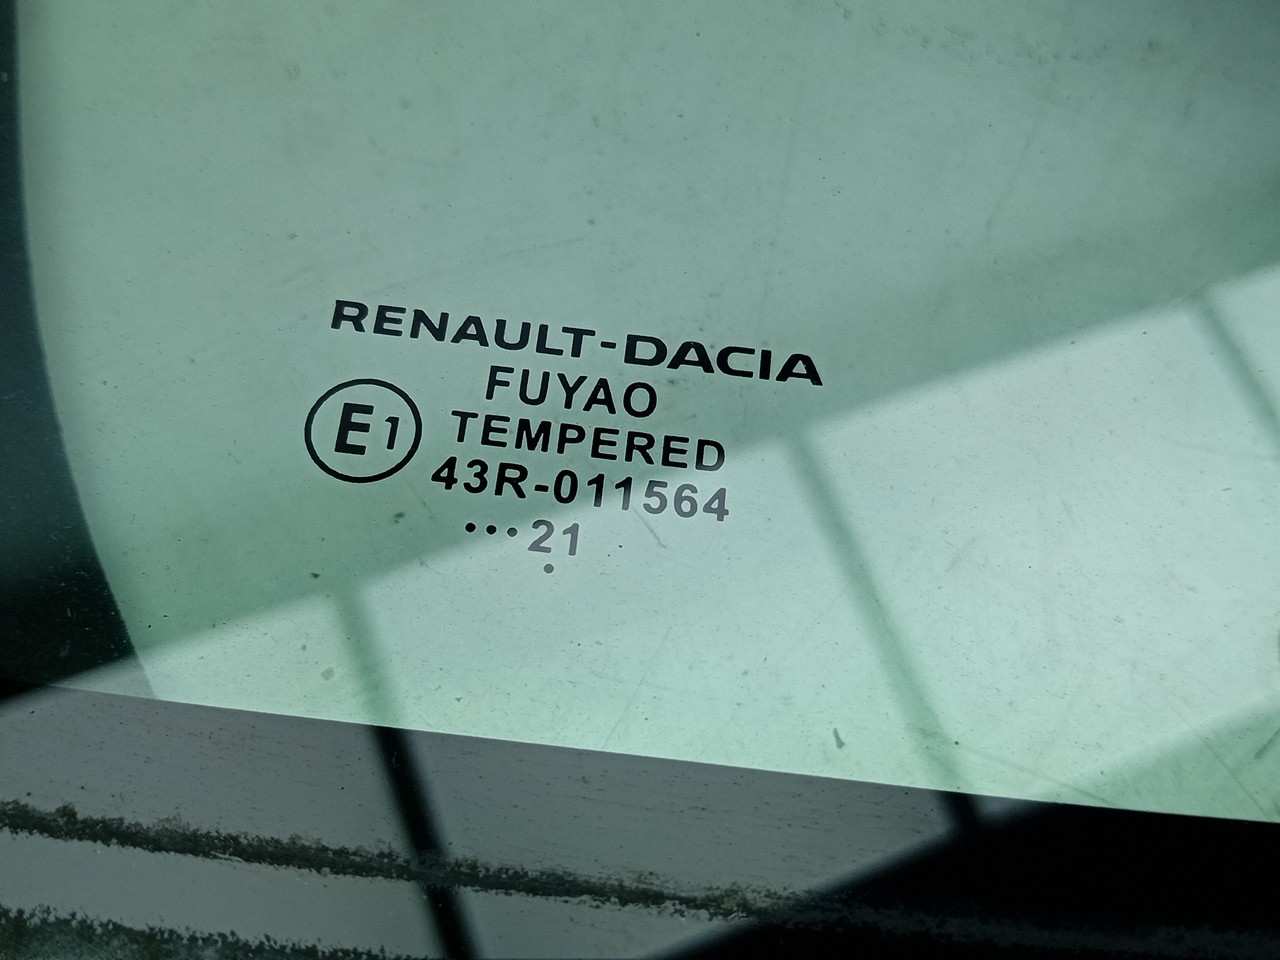 RENAULT-DACIA
FUYAO
E1
TEMPERED
43R-011564
•••21
•